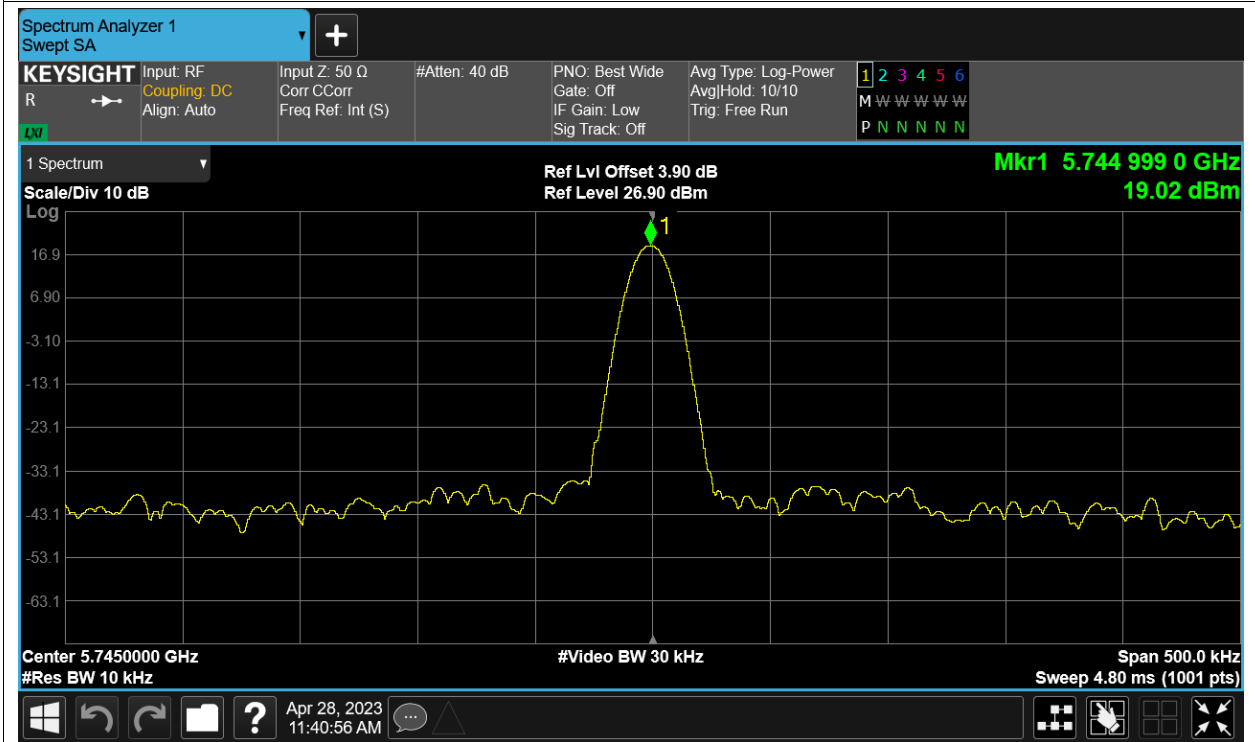 Spectrum Analyzer 1
Swept SA
+
KEYSIGHT
R
LXI
Input: RF
Coupling: DC
Align: Auto
Input Z: 50 Ω
Corr CCorr
Freq Ref: Int (S)
#Atten: 40 dB
PNO: Best Wide
Gate: Off
IF Gain: Low
Sig Track: Off
Avg Type: Log-Power
Avg|Hold: 10/10
Trig: Free Run
1 2 3 4 5 6
M W W W W W
P N N N N N
1 Spectrum
Scale/Div 10 dB
Log
Ref Lvl Offset 3.90 dB
Ref Level 26.90 dBm
Mkr1 5.744 999 0 GHz
19.02 dBm
1
16.9
6.90
-3.10
-13.1
-23.1
-33.1
-43.1
-53.1
-63.1
Center 5.7450000 GHz
#Res BW 10 kHz
#Video BW 30 kHz
Span 500.0 kHz
Sweep 4.80 ms (1001 pts)
?
Apr 28, 2023
11:40:56 AM